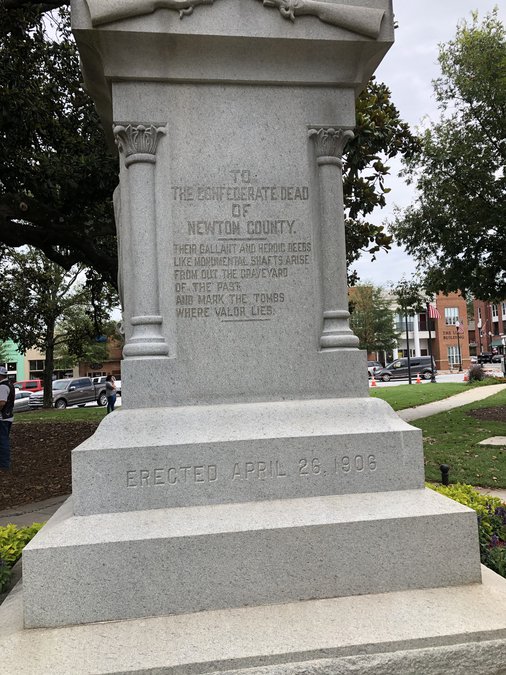 TO
THE CONFEDERATE DEAD
OF
NEWTON COUNTY.
THEIR GALLANT AND HEROIC DEEDS
LIKE MONUMENTAL SHAFTS ARISE
FROM OUT THE GRAVEYARD
OF THE PAST,
AND MARK THE TOMBS
WHERE VALOR LIES.
ERECTED APRIL 26, 1906